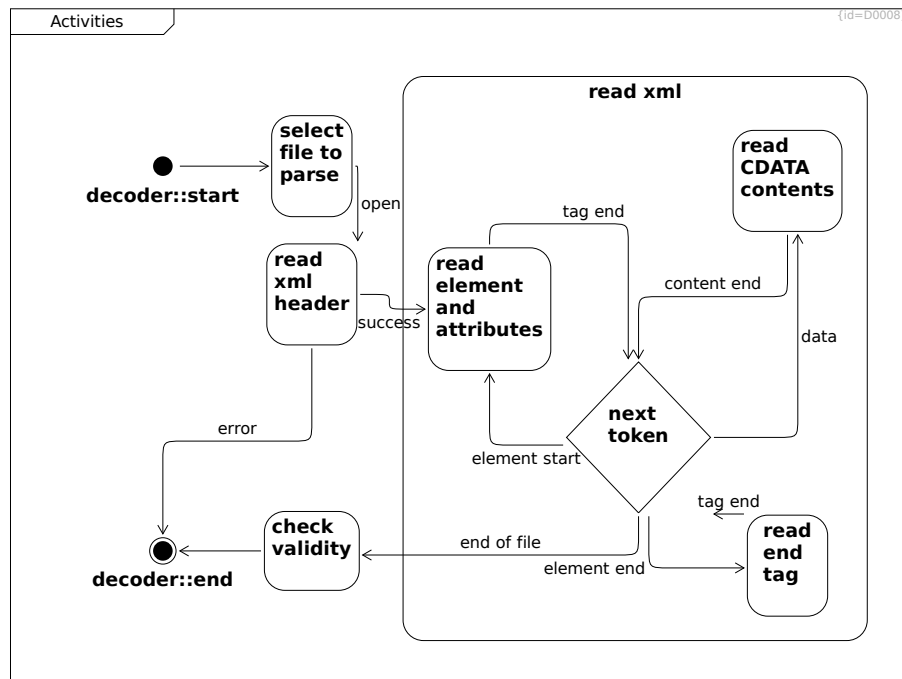 Activities
{id=D0008
read xml
select
file to
parse
read
CDATA
contents
decoder::start
open
tag end
read
xml
header
read
element
and
attributes
content end
success
data
next
token
error
element start
tag end
check
validity
end of file
read
end
tag
element end
decoder::end